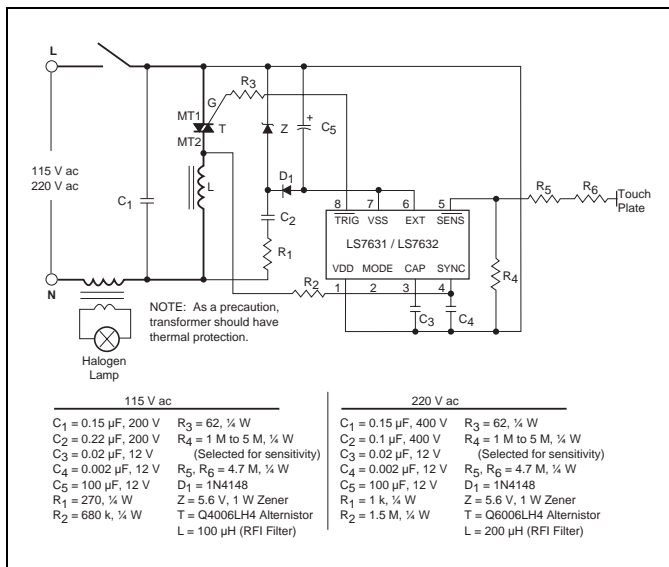 L
R3
G
MT1
T
MT2
Z
C5
+
115 V ac
220 V ac
C1
L
D1
C2
R1
8 7 6 5
TRIG VSS EXT SENS
LS7631 / LS7632
VDD MODE CAP SYNC
1 2 3 4
R5
R6
Touch
Plate
R4
R2
C3
C4
N
NOTE: As a precaution,
transformer should have
thermal protection.
Halogen
Lamp
115 V ac
C1 = 0.15 µF, 200 V
C2 = 0.22 µF, 200 V
C3 = 0.02 µF, 12 V
C4 = 0.002 µF, 12 V
C5 = 100 µF, 12 V
R1 = 270, ¼ W
R2 = 680 k, ¼ W
R3 = 62, ¼ W
R4 = 1 M to 5 M, ¼ W
(Selected for sensitivity)
R5, R6 = 4.7 M, ¼ W
D1 = 1N4148
Z = 5.6 V, 1 W Zener
T = Q4006LH4 Alternistor
L = 100 µH (RFI Filter)
220 V ac
C1 = 0.15 µF, 400 V
C2 = 0.1 µF, 400 V
C3 = 0.02 µF, 12 V
C4 = 0.002 µF, 12 V
C5 = 100 µF, 12 V
R1 = 1 k, ¼ W
R2 = 1.5 M, ¼ W
R3 = 62, ¼ W
R4 = 1 M to 5 M, ¼ W
(Selected for sensitivity)
R5, R6 = 4.7 M, ¼ W
D1 = 1N4148
Z = 5.6 V, 1 W Zener
T = Q6006LH4 Alternistor
L = 200 µH (RFI Filter)